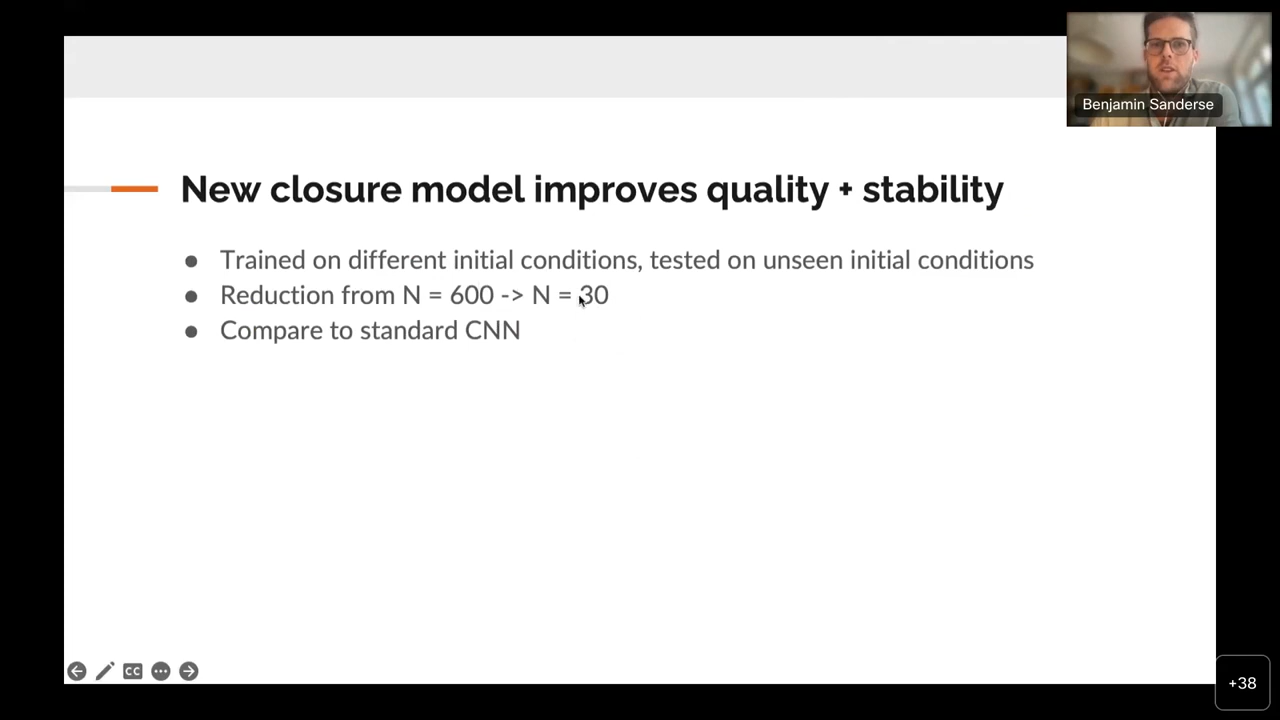 Benjamin Sanderse
New closure model improves quality + stability
● Trained on different initial conditions, tested on unseen initial conditions
● Reduction from N = 600 -> N = 30
● Compare to standard CNN
CC
+38